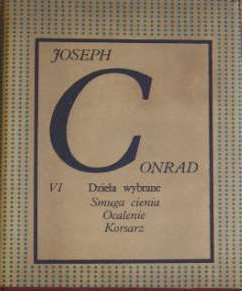 JOSEPH
CONRAD
VI Dzieła wybrane
Smuga cienia
Ocalenie
Korsarz